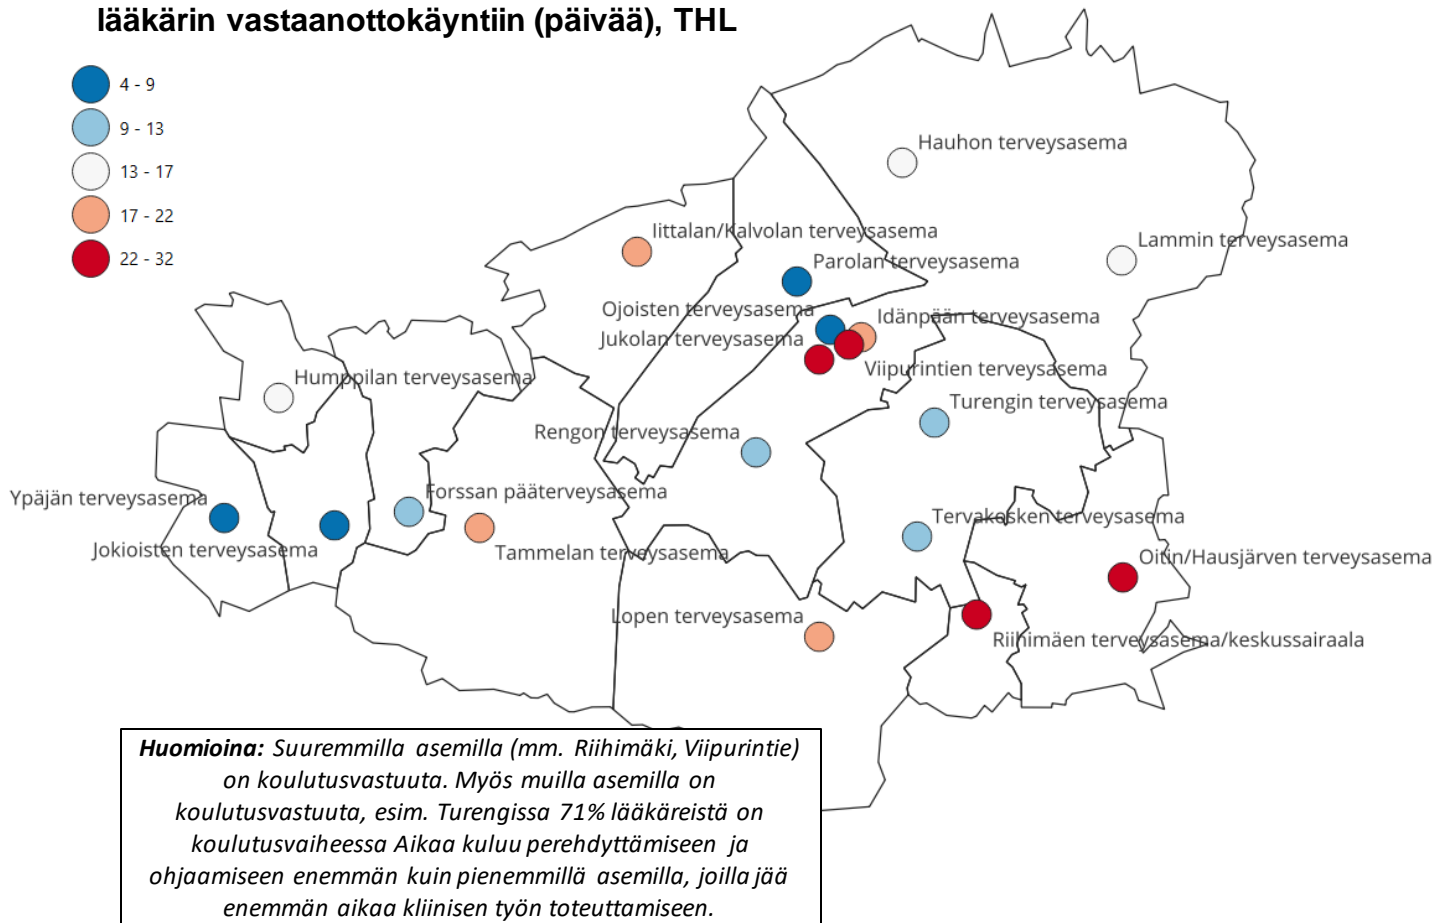 lääkärin vastaanottokäyntiin (päivää), THL
4 - 9
9 - 13
13 - 17
17 - 22
22 - 32
Hauhon terveysasema
Iittalan/Kalvolan terveysasema
Lammin terveysasema
Parolan terveysasema
Ojoisten terveysasema
Idänpään terveysasema
Jukolan terveysasema
Viipurintien terveysasema
Humppilan terveysasema
Turengin terveysasema
Rengon terveysasema
Ypäjän terveysasema
Forssan pääterveysasema
Tervakosken terveysasema
Jokioisten terveysasema
Tammelan terveysasema
Oitin/Hausjärven terveysasema
Lopen terveysasema
Riihimäen terveysasema/keskussairaala
Huomioina: Suuremmilla asemilla (mm. Riihimäki, Viipurintie)
on koulutusvastuuta. Myös muilla asemilla on
koulutusvastuuta, esim. Turengissa 71% lääkäreistä on
koulutusvaiheessa Aikaa kuluu perehdyttämiseen ja
ohjaamiseen enemmän kuin pienemmillä asemilla, joilla jää
enemmän aikaa kliinisen työn toteuttamiseen.